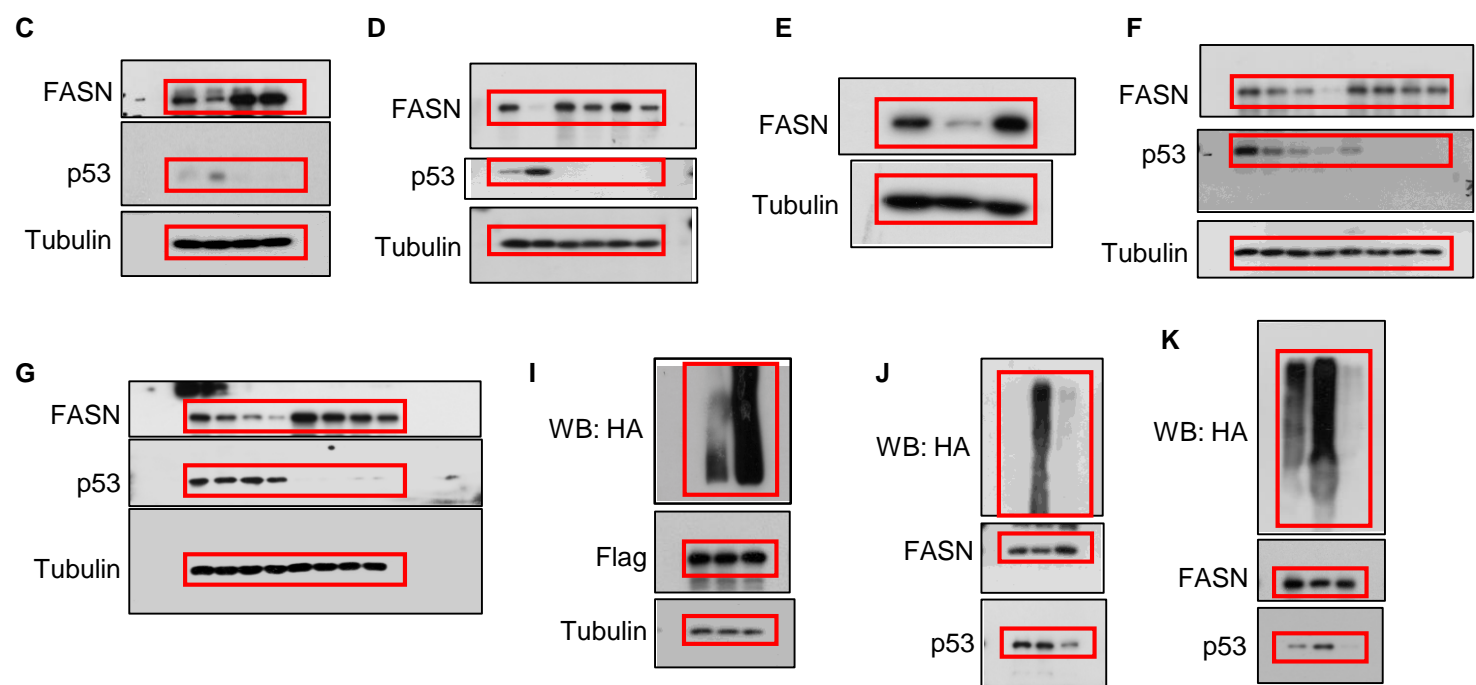 C
FASN
p53
Tubulin
D
FASN
p53
Tubulin
E
FASN
Tubulin
F
FASN
p53
Tubulin
G
FASN
p53
Tubulin
I
WB: HA
Flag
Tubulin
J
WB: HA
FASN
p53
K
WB: HA
FASN
p53